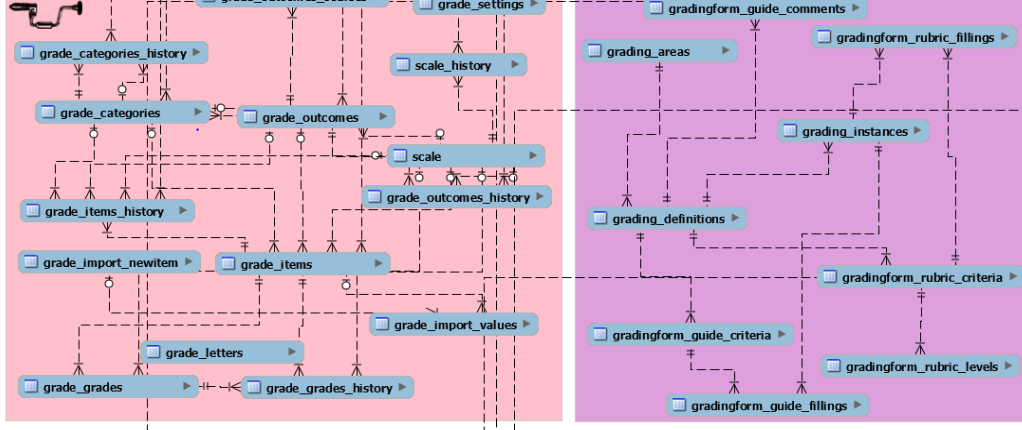 grade_settings
gradingform_guide_comments
gradingform_rubric_fillings
grading_areas
grade_categories_history
scale_history
grade_categories
grade_outcomes
grading_instances
scale
grade_outcomes_history
grade_items_history
grading_definitions
grade_import_newitem
grade_items
gradingform_rubric_criteria
grade_import_values
gradingform_guide_criteria
grade_letters
gradingform_rubric_levels
grade_grades
grade_grades_history
gradingform_guide_fillings